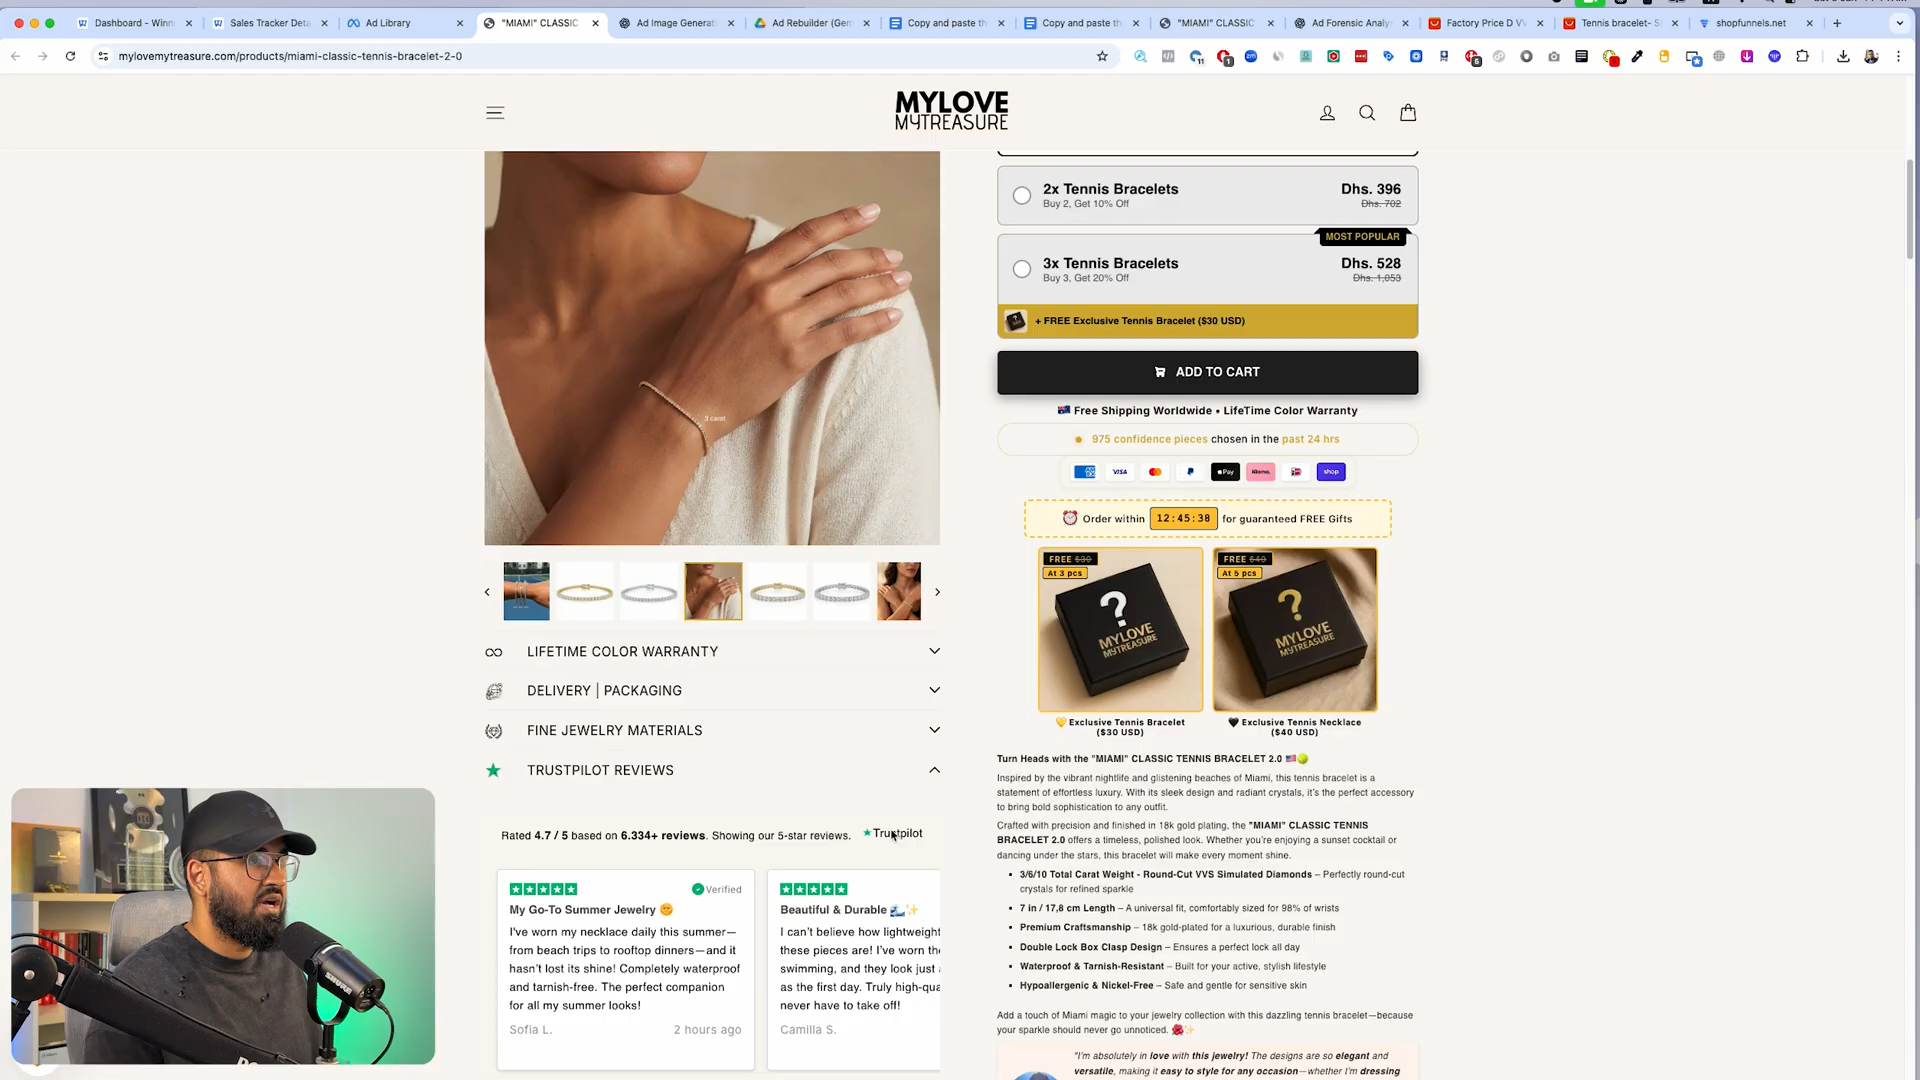 Dashboard - Winn
Sales Tracker Deta
Ad Library
"MIAMI" CLASSIC
Ad Image Generat
Ad Rebuilder (Gem
Copy and paste th
Copy and paste th
"MIAMI" CLASSIC
Ad Forensic Analy
Factory Price D V
Tennis bracelet- S
shopfunnels.net
mylovemytreasure.com/products/miami-classic-tennis-bracelet-2-0
MYLOVE
MYTREASURE
2x Tennis Bracelets
Dhs. 396
Buy 2, Get 10% Off
Dhs. 702
MOST POPULAR
3x Tennis Bracelets
Dhs. 528
Buy 3, Get 20% Off
Dhs. 1,053
+ FREE Exclusive Tennis Bracelet ($30 USD)
ADD TO CART
Free Shipping Worldwide • LifeTime Color Warranty
975 confidence pieces chosen in the past 24 hrs
VISA
Pay
Klarna.
shop
Order within 12:45:38 for guaranteed FREE Gifts
FREE $30
At 3 pcs
?
MYLOVE
MYTREASURE
FREE $40
At 5 pcs
?
MYLOVE
MYTREASURE
Exclusive Tennis Bracelet
($30 USD)
Exclusive Tennis Necklace
($40 USD)
3 carat
LIFETIME COLOR WARRANTY
DELIVERY | PACKAGING
FINE JEWELRY MATERIALS
TRUSTPILOT REVIEWS
Rated 4.7 / 5 based on 6.334+ reviews. Showing our 5-star reviews.
Trustpilot
Verified
My Go-To Summer Jewelry 🌞
I've worn my necklace daily this summer—
from beach trips to rooftop dinners—and it
hasn't lost its shine! Completely waterproof
and tarnish-free. The perfect companion
for all my summer looks!
Sofia L.
2 hours ago
Beautiful & Durable 🌊✨
I can't believe how lightweight
these pieces are! I've worn the
swimming, and they look just
as the first day. Truly high-qua
never have to take off!
Camilla S.
Turn Heads with the "MIAMI" CLASSIC TENNIS BRACELET 2.0 🇺🇸🎾
Inspired by the vibrant nightlife and glistening beaches of Miami, this tennis bracelet is a
statement of effortless luxury. With its sleek design and radiant crystals, it's the perfect accessory
to bring bold sophistication to any outfit.
Crafted with precision and finished in 18k gold plating, the "MIAMI" CLASSIC TENNIS
BRACELET 2.0 offers a timeless, polished look. Whether you're enjoying a sunset cocktail or
dancing under the stars, this bracelet will make every moment shine.
• 3/6/10 Total Carat Weight - Round-Cut VVS Simulated Diamonds – Perfectly round-cut
crystals for refined sparkle
• 7 in / 17,8 cm Length – A universal fit, comfortably sized for 98% of wrists
• Premium Craftsmanship – 18k gold-plated for a luxurious, durable finish
• Double Lock Box Clasp Design – Ensures a perfect lock all day
• Waterproof & Tarnish-Resistant – Built for your active, stylish lifestyle
• Hypoallergenic & Nickel-Free – Safe and gentle for sensitive skin
Add a touch of Miami magic to your jewelry collection with this dazzling tennis bracelet—because
your sparkle should never go unnoticed. 🌺✨
"I'm absolutely in love with this jewelry! The designs are so elegant and
versatile, making it easy to style for any occasion—whether I'm dressing
SHURE